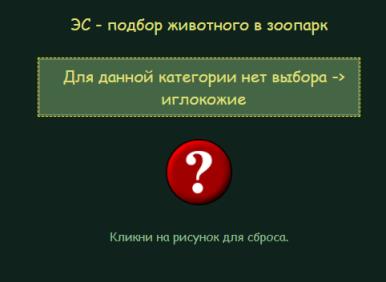 ЭС - подбор животного в зоопарк
Для данной категории нет выбора ->
иглокожие
?
Кликни на рисунок для сброса.